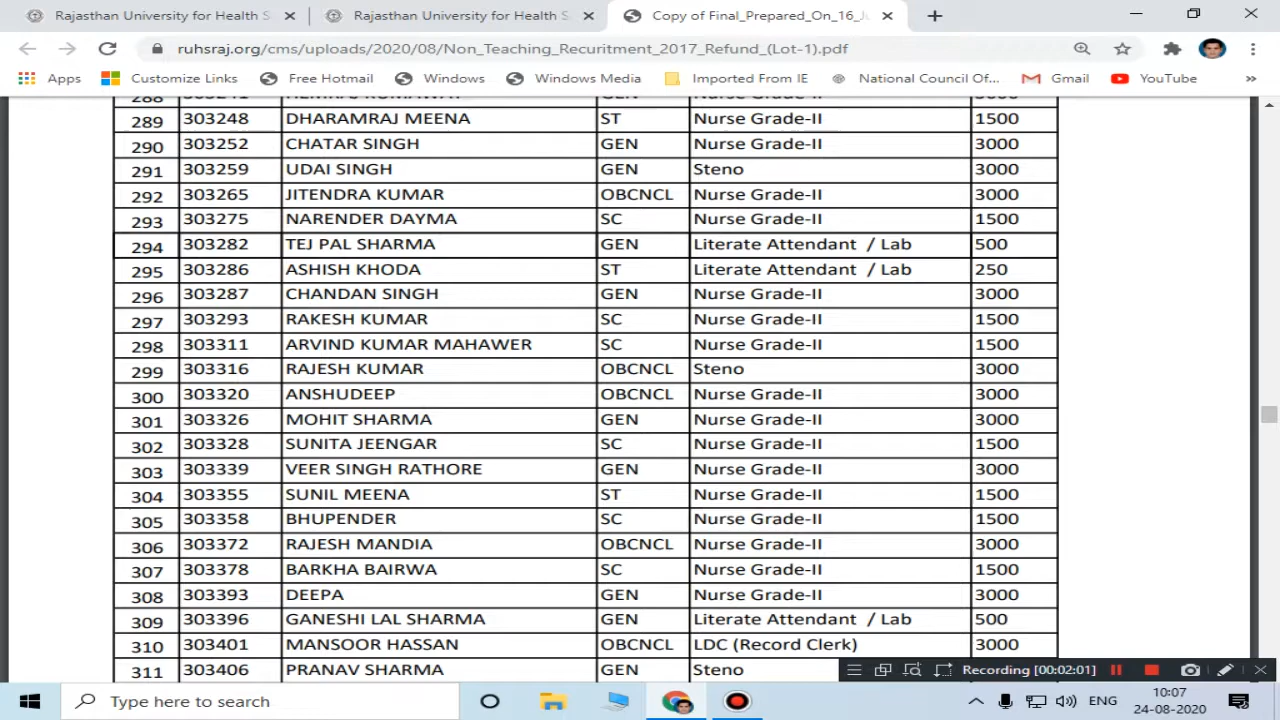 Rajasthan University for Health S
Rajasthan University for Health S
Copy of Final_Prepared_On_16_Ju
ruhsraj.org/cms/uploads/2020/08/Non_Teaching_Recuritment_2017_Refund_(Lot-1).pdf
Apps Customize Links Free Hotmail Windows Windows Media Imported From IE National Council Of... Gmail YouTube »
289 303248 DHARAMRAJ MEENA ST Nurse Grade-II 1500
290 303252 CHATAR SINGH GEN Nurse Grade-II 3000
291 303259 UDAI SINGH GEN Steno 3000
292 303265 JITENDRA KUMAR OBCNCL Nurse Grade-II 3000
293 303275 NARENDER DAYMA SC Nurse Grade-II 1500
294 303282 TEJ PAL SHARMA GEN Literate Attendant / Lab 500
295 303286 ASHISH KHODA ST Literate Attendant / Lab 250
296 303287 CHANDAN SINGH GEN Nurse Grade-II 3000
297 303293 RAKESH KUMAR SC Nurse Grade-II 1500
298 303311 ARVIND KUMAR MAHAWER SC Nurse Grade-II 1500
299 303316 RAJESH KUMAR OBCNCL Steno 3000
300 303320 ANSHUDEEP OBCNCL Nurse Grade-II 3000
301 303326 MOHIT SHARMA GEN Nurse Grade-II 3000
302 303328 SUNITA JEENGAR SC Nurse Grade-II 1500
303 303339 VEER SINGH RATHORE GEN Nurse Grade-II 3000
304 303355 SUNIL MEENA ST Nurse Grade-II 1500
305 303358 BHUPENDER SC Nurse Grade-II 1500
306 303372 RAJESH MANDIA OBCNCL Nurse Grade-II 3000
307 303378 BARKHA BAIRWA SC Nurse Grade-II 1500
308 303393 DEEPA GEN Nurse Grade-II 3000
309 303396 GANESHI LAL SHARMA GEN Literate Attendant / Lab 500
310 303401 MANSOOR HASSAN OBCNCL LDC (Record Clerk) 3000
311 303406 PRANAV SHARMA GEN Steno
Recording [00:02:01]
Type here to search
ENG
10:07
24-08-2020